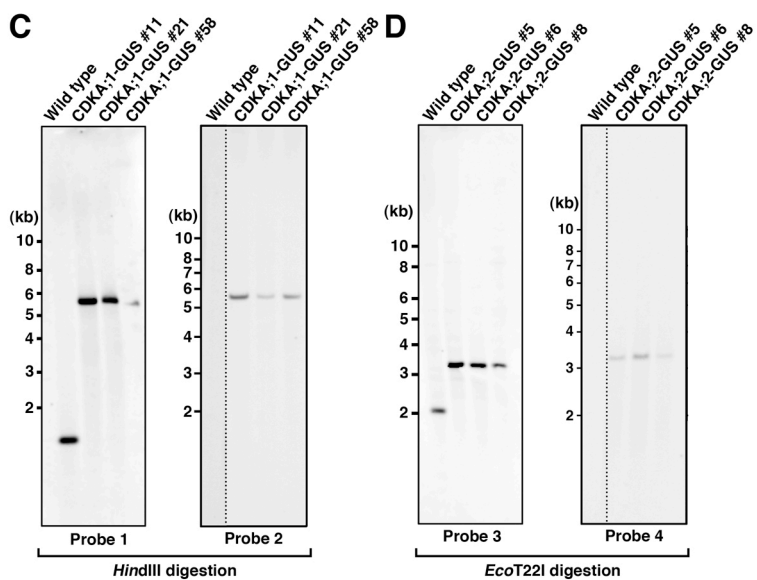 C
Wild type
CDKA;1-GUS #11
CDKA;1-GUS #21
CDKA;1-GUS #58
(kb)
10
8
6
5
4
3
2
Probe 1
Wild type
CDKA;1-GUS #11
CDKA;1-GUS #21
CDKA;1-GUS #58
(kb)
10
8
7
6
5
4
3
2
Probe 2
HindIII digestion
D
Wild type
CDKA;2-GUS #5
CDKA;2-GUS #6
CDKA;2-GUS #8
(kb)
10
8
6
5
4
3
2
Probe 3
Wild type
CDKA;2-GUS #5
CDKA;2-GUS #6
CDKA;2-GUS #8
(kb)
10
8
7
6
5
4
3
2
Probe 4
EcoT22I digestion